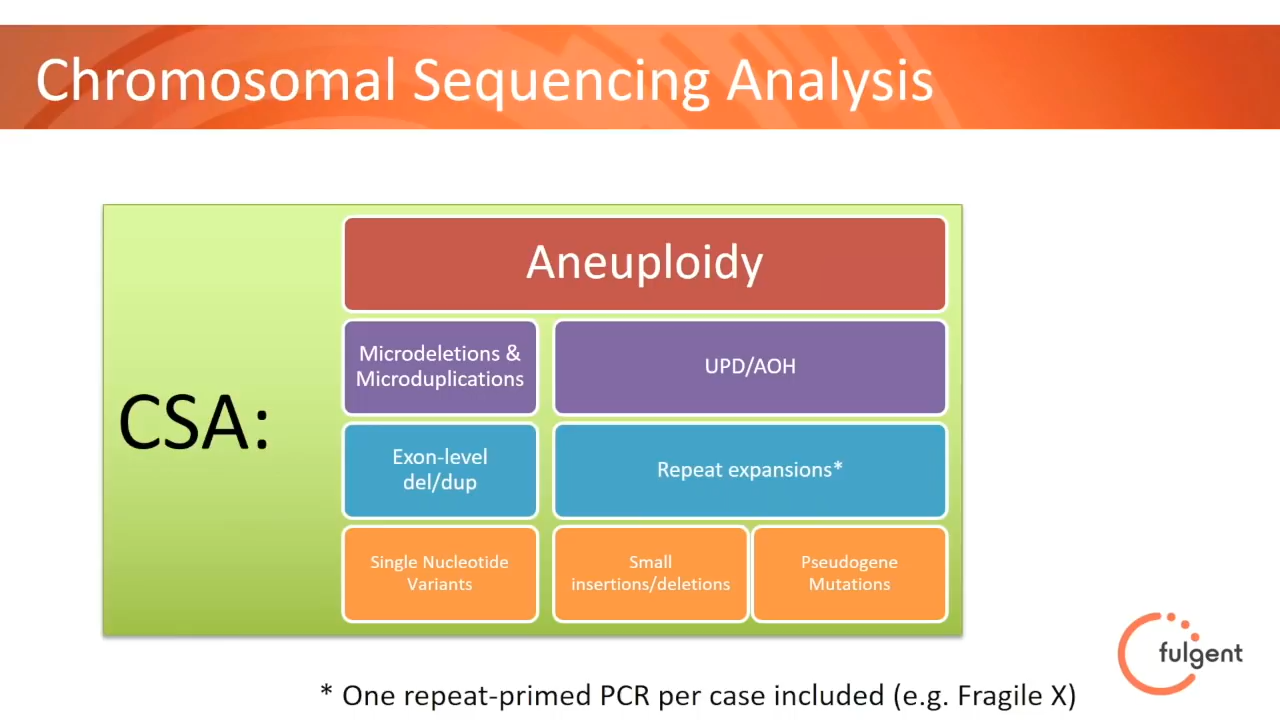 Chromosomal Sequencing Analysis
CSA:
Aneuploidy
Microdeletions &
Microduplications
UPD/AOH
Exon-level
del/dup
Repeat expansions*
Single Nucleotide
Variants
Small
insertions/deletions
Pseudogene
Mutations
fulgent
* One repeat-primed PCR per case included (e.g. Fragile X)